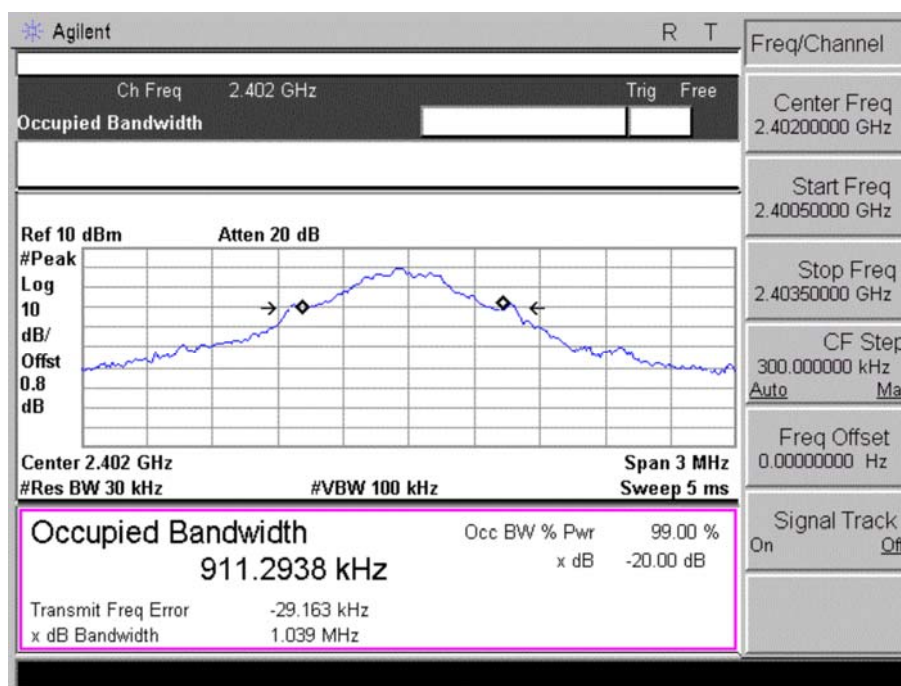 Agilent R T
Freq/Channel
Ch Freq 2.402 GHz Trig Free
Occupied Bandwidth
Center Freq
2.40200000 GHz
Start Freq
2.40050000 GHz
Stop Freq
2.40350000 GHz
CF Step
300.000000 kHz
Auto Ma
Freq Offset
0.00000000 Hz
Signal Track
On Off
Ref 10 dBm Atten 20 dB
#Peak
Log
10
dB/
Offst
0.8
dB
Center 2.402 GHz Span 3 MHz
#Res BW 30 kHz #VBW 100 kHz Sweep 5 ms
Occupied Bandwidth Occ BW % Pwr 99.00 %
911.2938 kHz x dB -20.00 dB
Transmit Freq Error -29.163 kHz
x dB Bandwidth 1.039 MHz